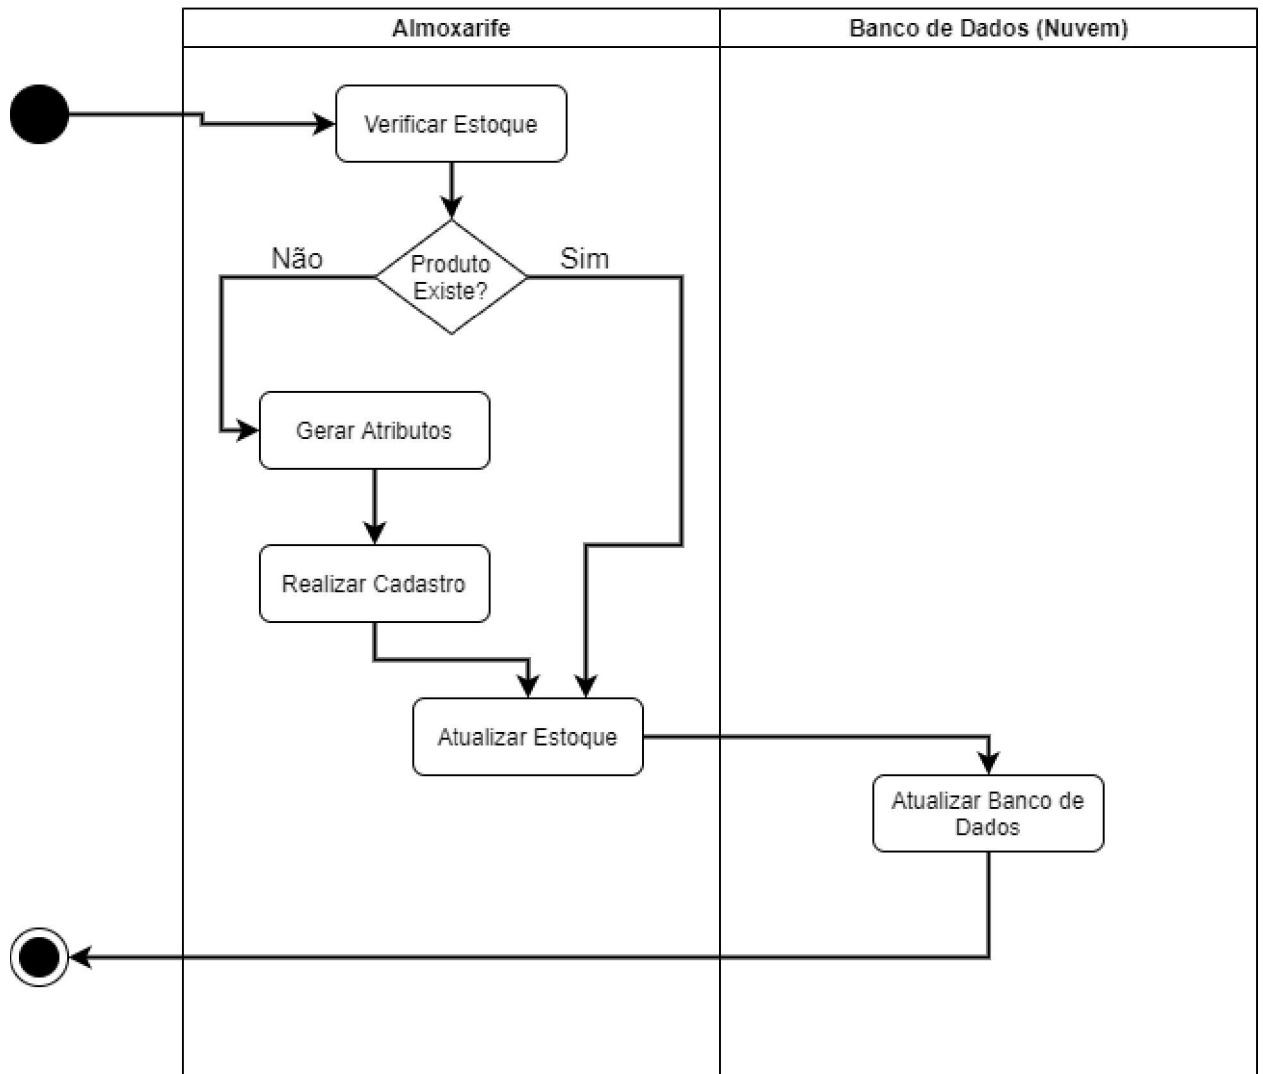 Almoxarife
Banco de Dados (Nuvem)
Verificar Estoque
Não
Sim
Produto
Existe?
Gerar Atributos
Realizar Cadastro
Atualizar Estoque
Atualizar Banco de
Dados